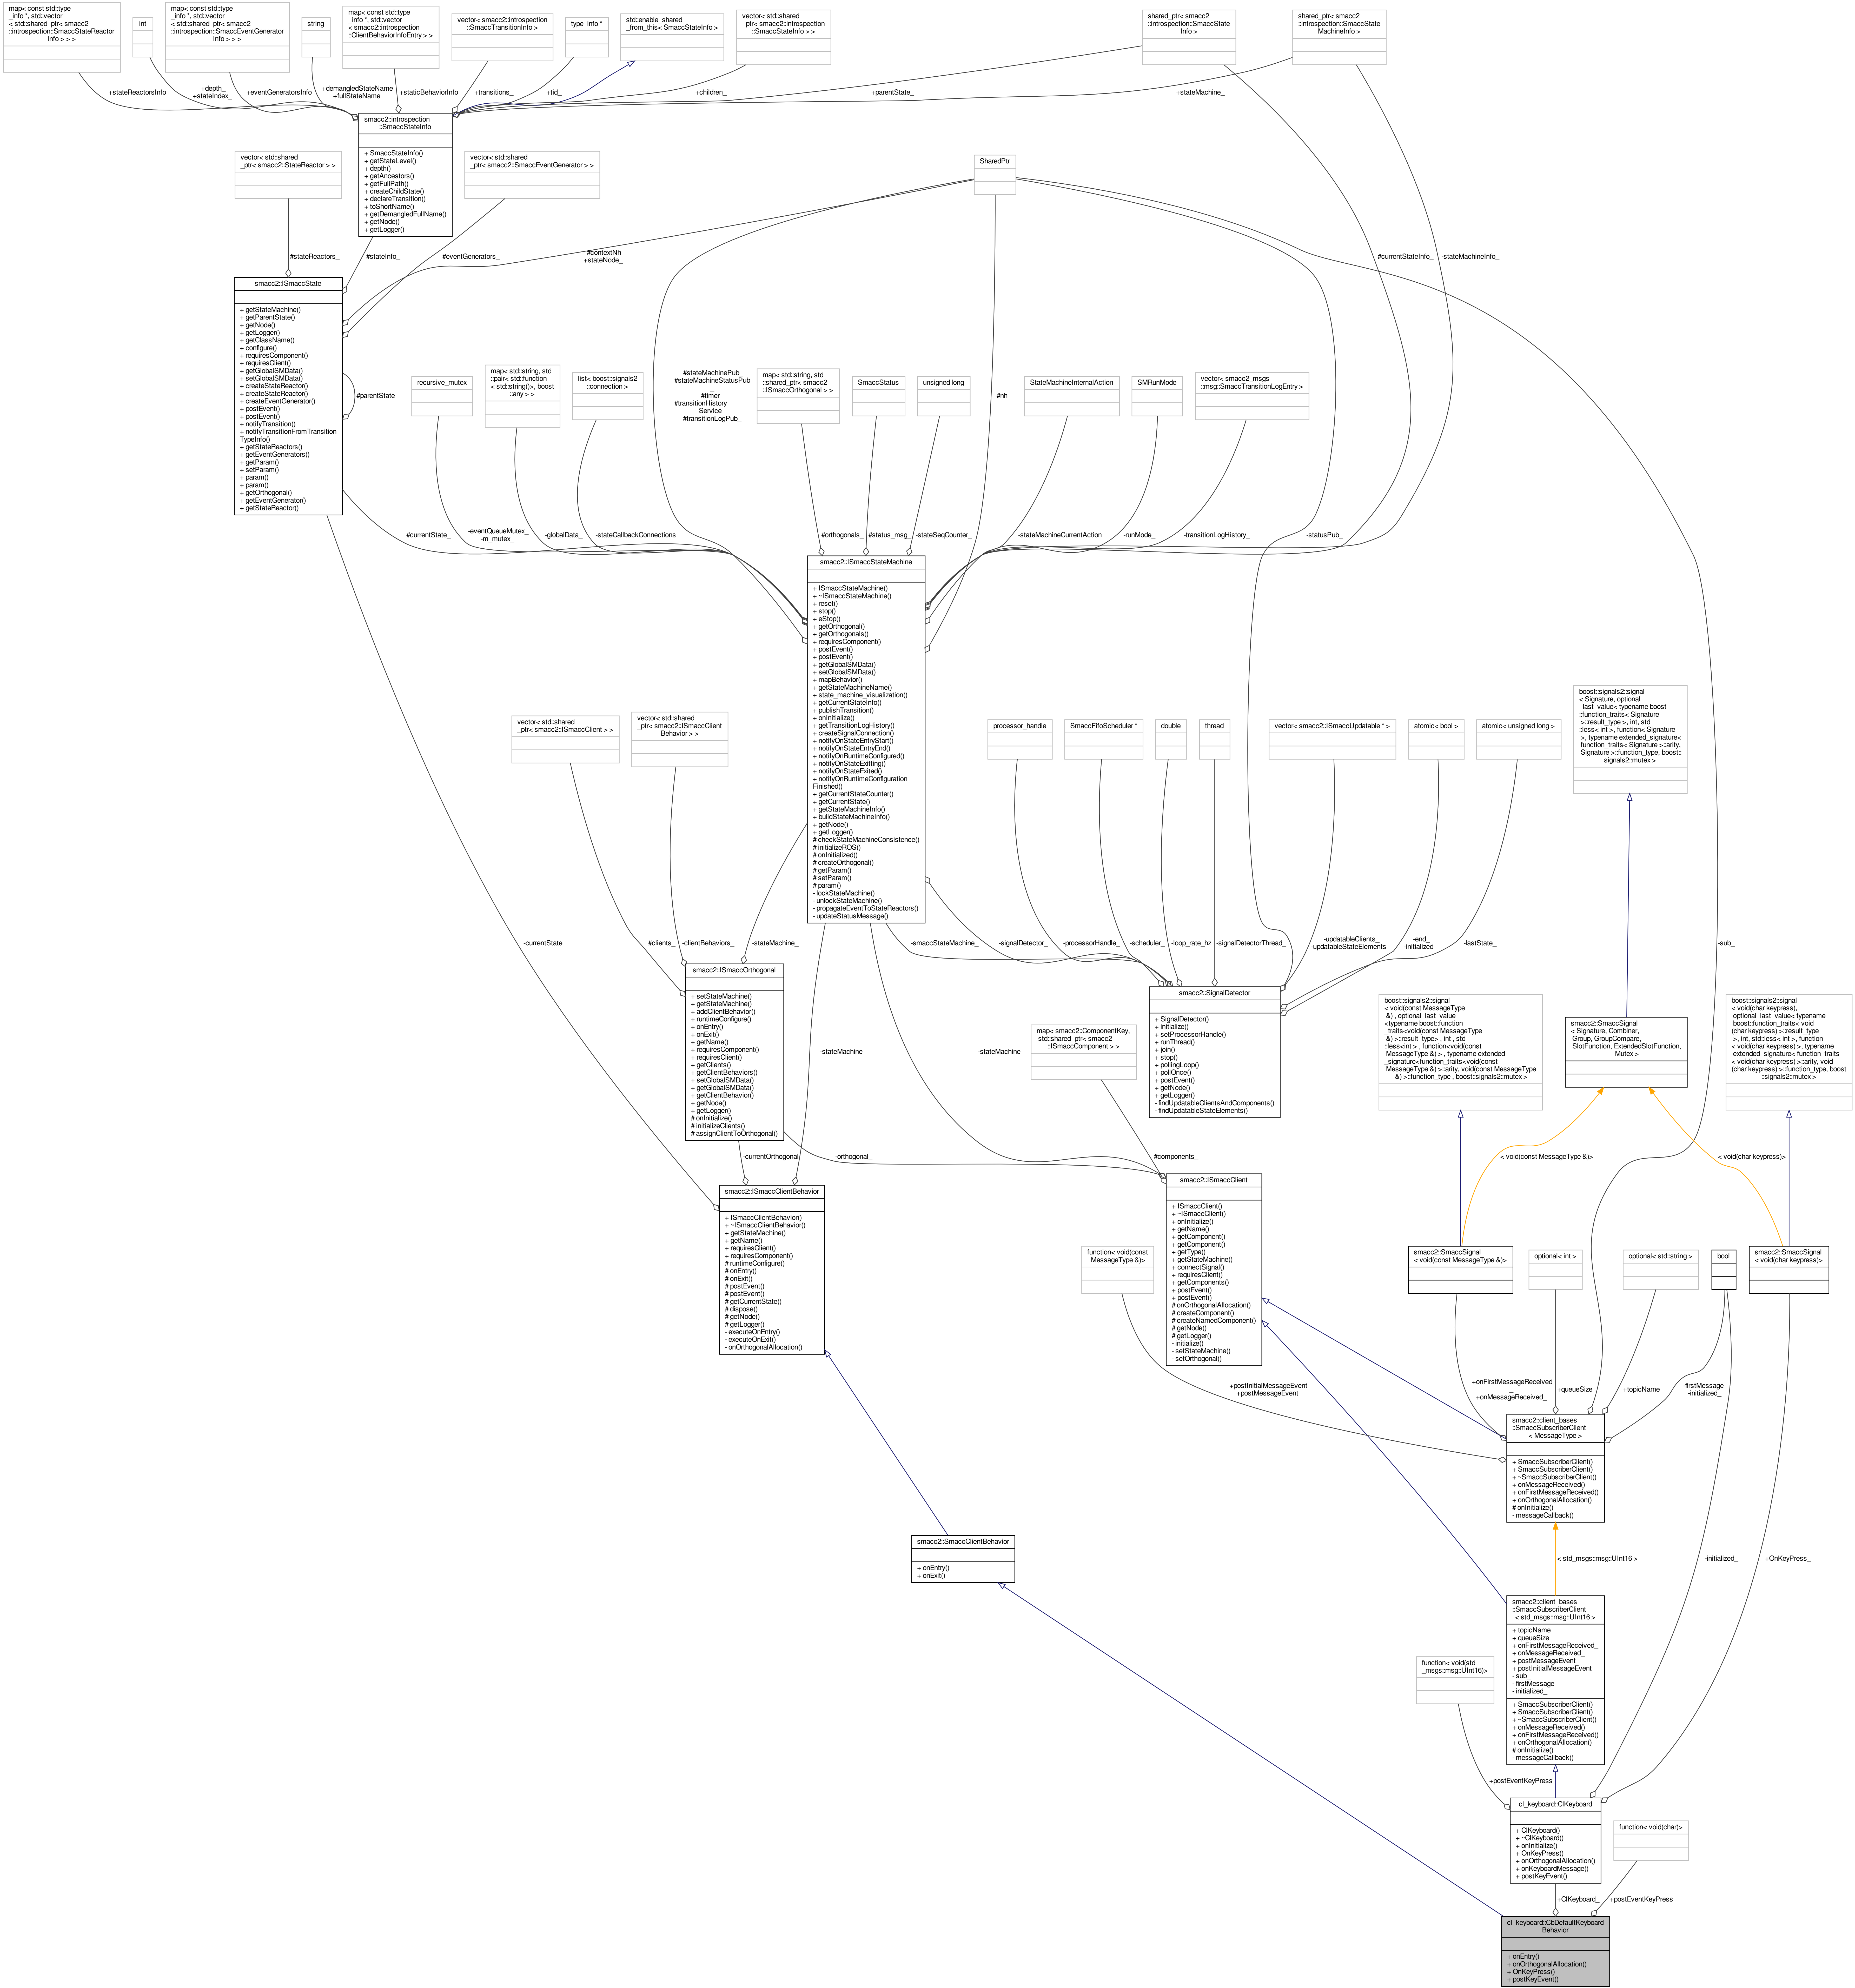 map< const std::type
_info *, std::vector
< std::shared_ptr< smacc2
::introspection::SmaccStateReactor
Info > > >
int
map< const std::type
_info *, std::vector
< std::shared_ptr< smacc2
::introspection::SmaccEventGenerator
Info > > >
string
map< const std::type
_info *, std::vector
< smacc2::introspection
::ClientBehaviorInfoEntry > >
vector< smacc2::introspection
::SmaccTransitionInfo >
type_info *
std::enable_shared
_from_this< SmaccStateInfo >
vector< std::shared
_ptr< smacc2::introspection
::SmaccStateInfo > >
shared_ptr< smacc2
::introspection::SmaccState
Info >
shared_ptr< smacc2
::introspection::SmaccState
MachineInfo >
+stateReactorsInfo
+depth_
+stateIndex_
+eventGeneratorsInfo
+demangledStateName
+fullStateName
+staticBehaviorInfo
+transitions_
+tid_
+children_
+parentState_
+stateMachine_
smacc2::introspection
::SmaccStateInfo
+ SmaccStateInfo()
+ getStateLevel()
+ depth()
+ getAncestors()
+ getFullPath()
+ createChildState()
+ declareTransition()
+ toShortName()
+ getDemangledFullName()
+ getNode()
+ getLogger()
vector< std::shared
_ptr< smacc2::StateReactor > >
vector< std::shared
_ptr< smacc2::SmaccEventGenerator > >
SharedPtr
#stateReactors_
#stateInfo_
#eventGenerators_
#contextNh
+stateNode_
#currentStateInfo_
-stateMachineInfo_
smacc2::ISmaccState
+ getStateMachine()
+ getParentState()
+ getNode()
+ getLogger()
+ getClassName()
+ configure()
+ requiresComponent()
+ requiresClient()
+ getGlobalSMData()
+ setGlobalSMData()
+ createStateReactor()
+ createStateReactor()
+ createEventGenerator()
+ postEvent()
+ postEvent()
+ notifyTransition()
+ notifyTransitionFromTransition
TypeInfo()
+ getStateReactors()
+ getEventGenerators()
+ getParam()
+ setParam()
+ param()
+ param()
+ getOrthogonal()
+ getEventGenerator()
+ getStateReactor()
#parentState_
recursive_mutex
map< std::string, std
::pair< std::function
< std::string()>, boost
::any > >
list< boost::signals2
::connection >
#stateMachinePub_
#stateMachineStatusPub
_
#timer_
#transitionHistory
Service_
#transitionLogPub_
map< std::string, std
::shared_ptr< smacc2
::ISmaccOrthogonal > >
SmaccStatus
unsigned long
#nh_
StateMachineInternalAction
SMRunMode
vector< smacc2_msgs
::msg::SmaccTransitionLogEntry >
#currentState_
-eventQueueMutex_
-m_mutex_
-globalData_
-stateCallbackConnections
#orthogonals_
#status_msg_
-stateSeqCounter_
-stateMachineCurrentAction
-runMode_
-transitionLogHistory_
-statusPub_
smacc2::ISmaccStateMachine
+ ISmaccStateMachine()
+ ~ISmaccStateMachine()
+ reset()
+ stop()
+ eStop()
+ getOrthogonal()
+ getOrthogonals()
+ requiresComponent()
+ postEvent()
+ postEvent()
+ getGlobalSMData()
+ setGlobalSMData()
+ mapBehavior()
+ getStateMachineName()
+ state_machine_visualization()
+ getCurrentStateInfo()
+ publishTransition()
+ onInitialize()
+ getTransitionLogHistory()
+ createSignalConnection()
+ notifyOnStateEntryStart()
+ notifyOnStateEntryEnd()
+ notifyOnRuntimeConfigured()
+ notifyOnStateExitting()
+ notifyOnStateExited()
+ notifyOnRuntimeConfiguration
Finished()
+ getCurrentStateCounter()
+ getCurrentState()
+ getStateMachineInfo()
+ buildStateMachineInfo()
+ getNode()
+ getLogger()
# checkStateMachineConsistence()
# initializeROS()
# onInitialized()
# createOrthogonal()
# getParam()
# setParam()
# param()
- lockStateMachine()
- unlockStateMachine()
- propagateEventToStateReactors()
- updateStatusMessage()
vector< std::shared
_ptr< smacc2::ISmaccClient > >
vector< std::shared
_ptr< smacc2::ISmaccClient
Behavior > >
processor_handle
SmaccFifoScheduler *
double
thread
vector< smacc2::ISmaccUpdatable * >
atomic< bool >
atomic< unsigned long >
boost::signals2::signal
< Signature, optional
_last_value< typename boost
::function_traits< Signature
>::result_type >, int, std
::less< int >, function< Signature
>, typename extended_signature<
function_traits< Signature >::arity,
Signature >::function_type, boost::
signals2::mutex >
-currentState
#clients_
-clientBehaviors_
-stateMachine_
-smaccStateMachine_
-signalDetector_
-processorHandle_
-scheduler_
-loop_rate_hz
-signalDetectorThread_
-updatableClients_
-updatableStateElements_
-end_
-initialized_
-lastState_
-sub_
smacc2::ISmaccOrthogonal
+ setStateMachine()
+ getStateMachine()
+ addClientBehavior()
+ runtimeConfigure()
+ onEntry()
+ onExit()
+ getName()
+ requiresComponent()
+ requiresClient()
+ getClients()
+ getClientBehaviors()
+ setGlobalSMData()
+ getGlobalSMData()
+ getClientBehavior()
+ getNode()
+ getLogger()
# onInitialize()
# initializeClients()
# assignClientToOrthogonal()
-stateMachine_
-stateMachine_
map< smacc2::ComponentKey,
std::shared_ptr< smacc2
::ISmaccComponent > >
smacc2::SignalDetector
+ SignalDetector()
+ initialize()
+ setProcessorHandle()
+ runThread()
+ join()
+ stop()
+ pollingLoop()
+ pollOnce()
+ postEvent()
+ getNode()
+ getLogger()
- findUpdatableClientsAndComponents()
- findUpdatableStateElements()
boost::signals2::signal
< void(const MessageType
&) , optional_last_value
<typename boost::function
_traits<void(const MessageType
&) >::result_type> , int , std
::less<int > , function<void(const
MessageType &) > , typename extended
_signature<function_traits<void(const
MessageType &) >::arity, void(const MessageType
&) >::function_type , boost::signals2::mutex >
smacc2::SmaccSignal
< Signature, Combiner,
Group, GroupCompare,
SlotFunction, ExtendedSlotFunction,
Mutex >
boost::signals2::signal
< void(char keypress),
optional_last_value< typename
boost::function_traits< void
(char keypress) >::result_type
>, int, std::less< int >, function
< void(char keypress) >, typename
extended_signature< function_traits
< void(char keypress) >::arity, void
(char keypress) >::function_type, boost
::signals2::mutex >
-currentOrthogonal
-orthogonal_
#components_
< void(const MessageType &)>
< void(char keypress)>
smacc2::ISmaccClientBehavior
+ ISmaccClientBehavior()
+ ~ISmaccClientBehavior()
+ getStateMachine()
+ getName()
+ requiresClient()
+ requiresComponent()
# runtimeConfigure()
# onEntry()
# onExit()
# postEvent()
# postEvent()
# getCurrentState()
# dispose()
# getNode()
# getLogger()
- executeOnEntry()
- executeOnExit()
- onOrthogonalAllocation()
smacc2::ISmaccClient
+ ISmaccClient()
+ ~ISmaccClient()
+ onInitialize()
+ getName()
+ getComponent()
+ getComponent()
+ getType()
+ getStateMachine()
+ connectSignal()
+ requiresClient()
+ getComponents()
+ postEvent()
+ postEvent()
# onOrthogonalAllocation()
# createComponent()
# createNamedComponent()
# getNode()
# getLogger()
- initialize()
- setStateMachine()
- setOrthogonal()
function< void(const
MessageType &)>
smacc2::SmaccSignal
< void(const MessageType &)>
optional< int >
optional< std::string >
bool
smacc2::SmaccSignal
< void(char keypress)>
+postInitialMessageEvent
+postMessageEvent
+onFirstMessageReceived
_
+onMessageReceived_
+queueSize
+topicName
-firstMessage_
-initialized_
smacc2::client_bases
::SmaccSubscriberClient
< MessageType >
+ SmaccSubscriberClient()
+ SmaccSubscriberClient()
+ ~SmaccSubscriberClient()
+ onMessageReceived()
+ onFirstMessageReceived()
+ onOrthogonalAllocation()
# onInitialize()
- messageCallback()
smacc2::SmaccClientBehavior
+ onEntry()
+ onExit()
< std_msgs::msg::UInt16 >
-initialized_
+OnKeyPress_
smacc2::client_bases
::SmaccSubscriberClient
< std_msgs::msg::UInt16 >
+ topicName
+ queueSize
+ onFirstMessageReceived_
+ onMessageReceived_
+ postMessageEvent
+ postInitialMessageEvent
- sub_
- firstMessage_
- initialized_
+ SmaccSubscriberClient()
+ SmaccSubscriberClient()
+ ~SmaccSubscriberClient()
+ onMessageReceived()
+ onFirstMessageReceived()
+ onOrthogonalAllocation()
# onInitialize()
- messageCallback()
function< void(std
_msgs::msg::UInt16)>
+postEventKeyPress
cl_keyboard::ClKeyboard
+ ClKeyboard()
+ ~ClKeyboard()
+ onInitialize()
+ OnKeyPress()
+ onOrthogonalAllocation()
+ onKeyboardMessage()
+ postKeyEvent()
function< void(char)>
+ClKeyboard_
+postEventKeyPress
cl_keyboard::CbDefaultKeyboard
Behavior
+ onEntry()
+ onOrthogonalAllocation()
+ OnKeyPress()
+ postKeyEvent()